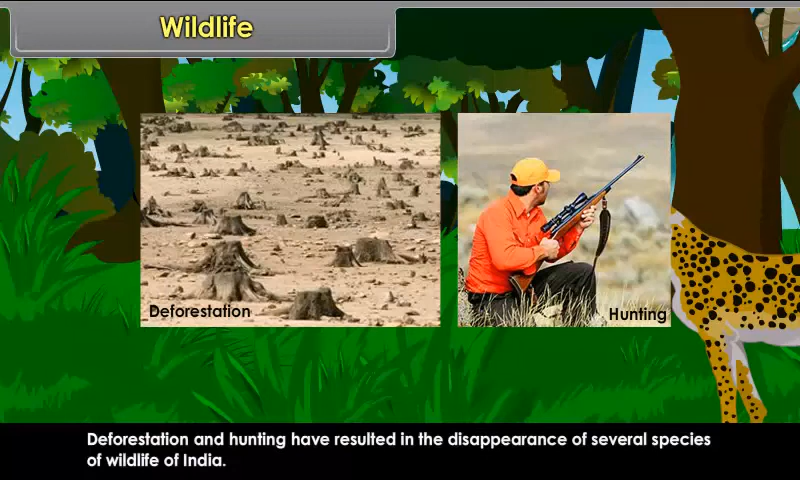 Wildlife
Deforestation
Hunting
Deforestation and hunting have resulted in the disappearance of several species
of wildlife of India.